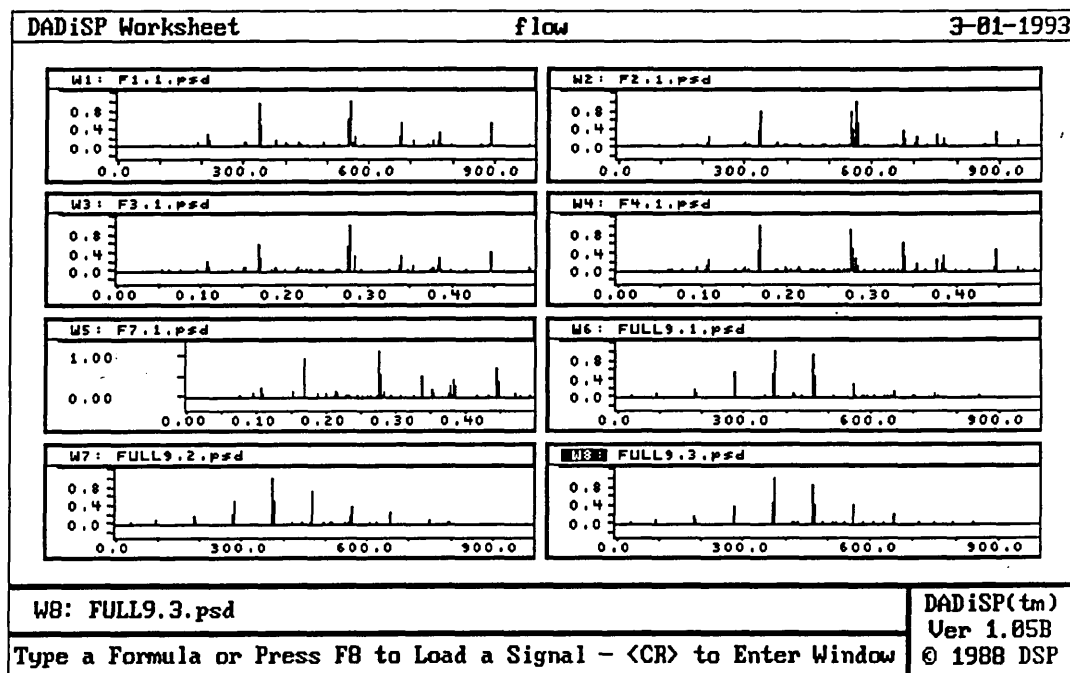 DADiSP Worksheet flow 3-01-1993
W1: F1.1.psd
0.8
0.4
0.0
0.0 300.0 600.0 900.0
W2: F2.1.psd
0.8
0.4
0.0
0.0 300.0 600.0 900.0
W3: F3.1.psd
0.8
0.4
0.0
0.00 0.10 0.20 0.30 0.40
W4: F4.1.psd
0.8
0.4
0.0
0.00 0.10 0.20 0.30 0.40
W5: F7.1.psd
1.00
0.00
0.00 0.10 0.20 0.30 0.40
W6: FULL9.1.psd
0.8
0.4
0.0
0.0 300.0 600.0 900.0
W7: FULL9.2.psd
0.8
0.4
0.0
0.0 300.0 600.0 900.0
W8: FULL9.3.psd
0.8
0.4
0.0
0.0 300.0 600.0 900.0
W8: FULL9.3.psd
Type a Formula or Press F8 to Load a Signal - <CR> to Enter Window
DADiSP(tm)
Ver 1.05B
© 1988 DSP